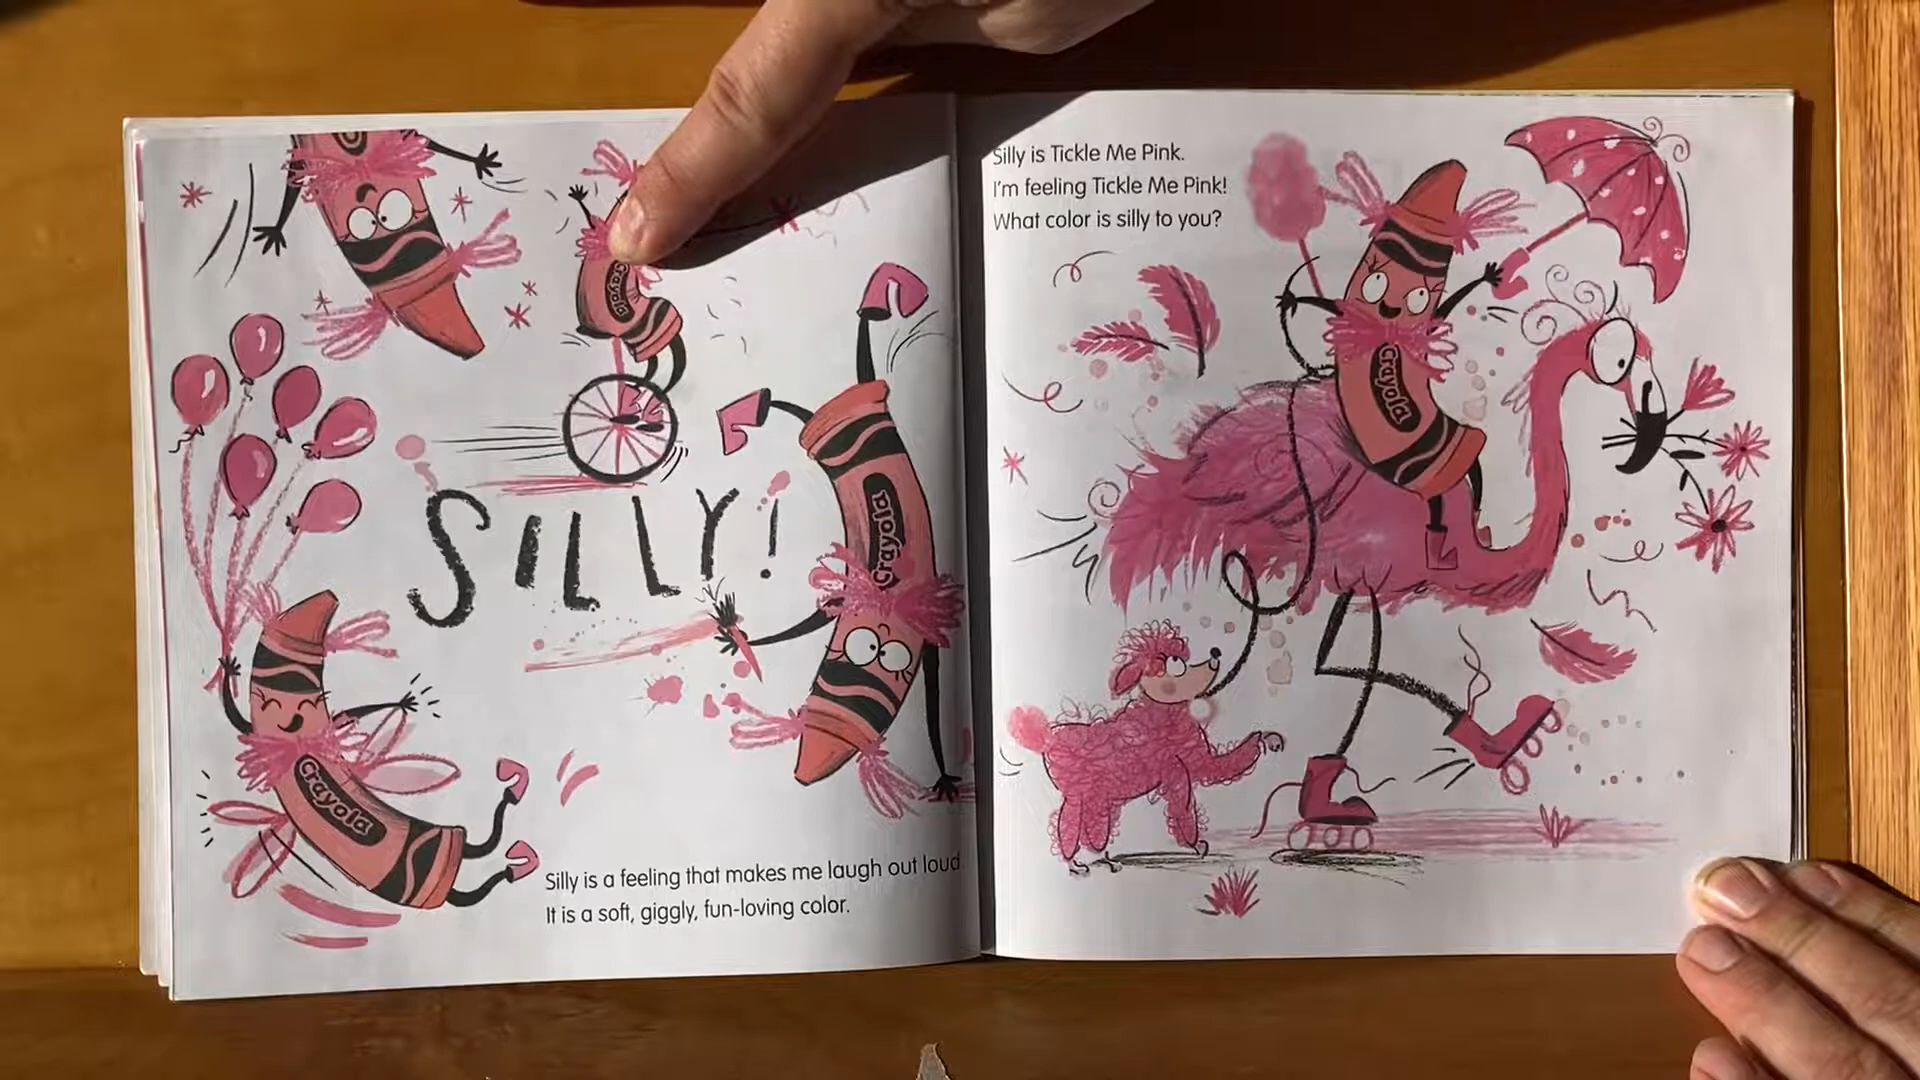 Crayola
SILLY!
Crayola
Crayola
Silly is a feeling that makes me laugh out loud
It is a soft, giggly, fun-loving color.
Silly is Tickle Me Pink.
I'm feeling Tickle Me Pink!
What color is silly to you?
Crayola